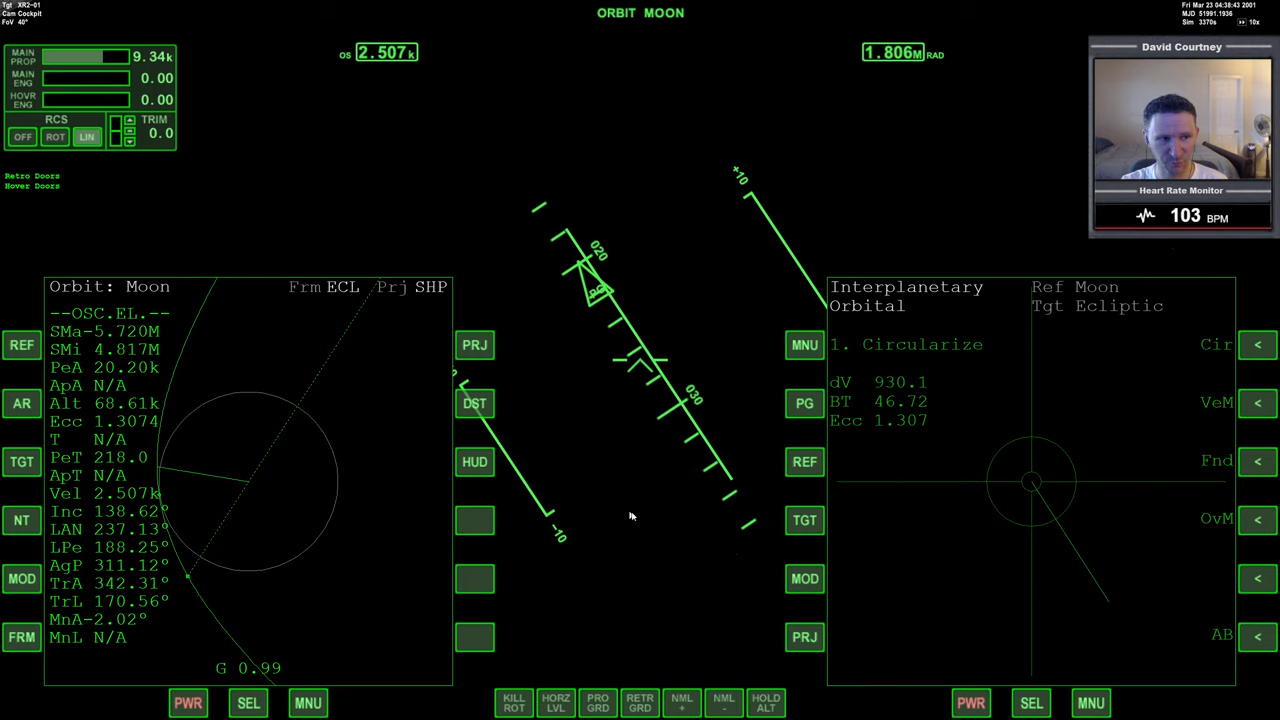 Tgt XR2-01
Cam Cockpit
FoV 40°
ORBIT MOON
Fri Mar 23 04:38:43 2001
MJD 51991.1936
Sim 3370s
10x
MAIN PROP 9.34k
MAIN ENG 0.00
HOVR ENG 0.00
RCS
TRIM
OFF ROT LIN 0.0
OS 2.507k
1.806M RAD
David Courtney
Heart Rate Monitor
103 BPM
Retro Doors
Hover Doors
+10
020
030
-10
Orbit: Moon Frm ECL Prj SHP
--OSC.EL.--
SMa-5.720M
SMi 4.817M
PeA 20.20k
ApA N/A
Alt 68.61k
Ecc 1.3074
T N/A
PeT 218.0
ApT N/A
Vel 2.507k
Inc 138.62°
LAN 237.13°
LPe 188.25°
AgP 311.12°
TrA 342.31°
TrL 170.56°
MnA-2.02°
MnL N/A
G 0.99
REF
AR
TGT
NT
MOD
FRM
PRJ
DST
HUD
PWR SEL MNU
Interplanetary Ref Moon
Orbital Tgt Ecliptic
1. Circularize
dV 930.1
BT 46.72
Ecc 1.307
Cir
VeM
Fnd
OvM
AB
MNU
PG
REF
TGT
MOD
PRJ
<
<
<
<
<
<
PWR SEL MNU
KILL ROT
HORZ LVL
PRO GRD
RETR GRD
NML +
NML -
HOLD ALT